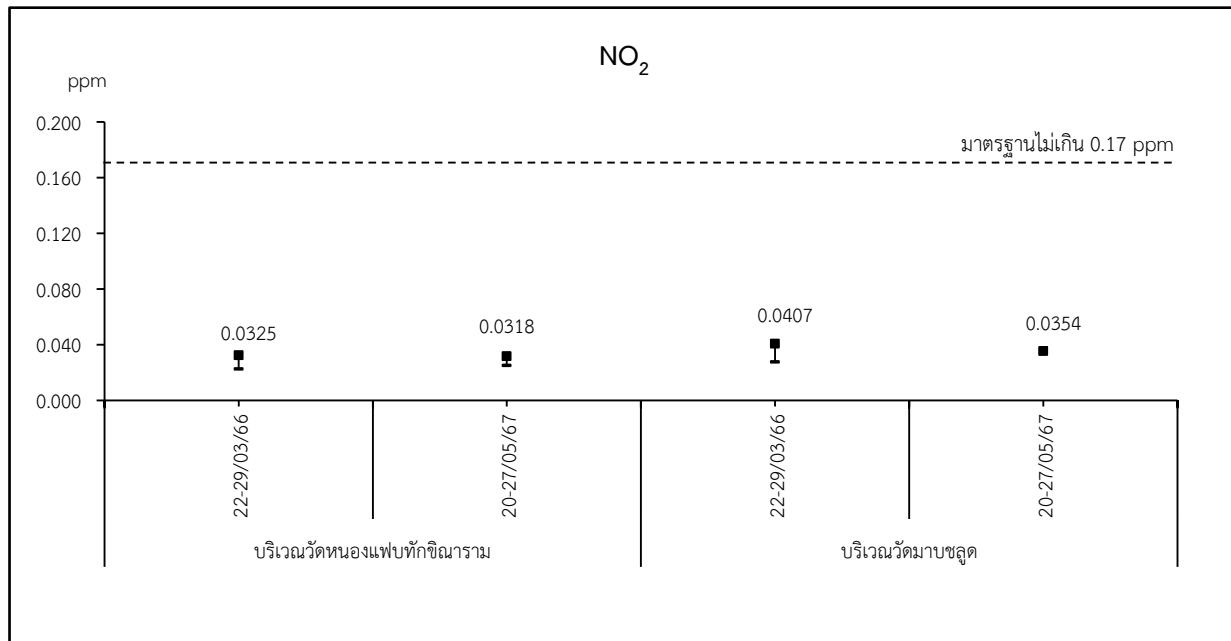 NO2
ppm
0.200
มาตรฐานไม่เกิน 0.17 ppm
0.160
0.120
0.080
0.0325
0.0318
0.0407
0.0354
0.040
0.000
22-29/03/66
20-27/05/67
22-29/03/66
20-27/05/67
บริเวณวัดหนองแฟบทักขิณาราม
บริเวณวัดมาบชลูด